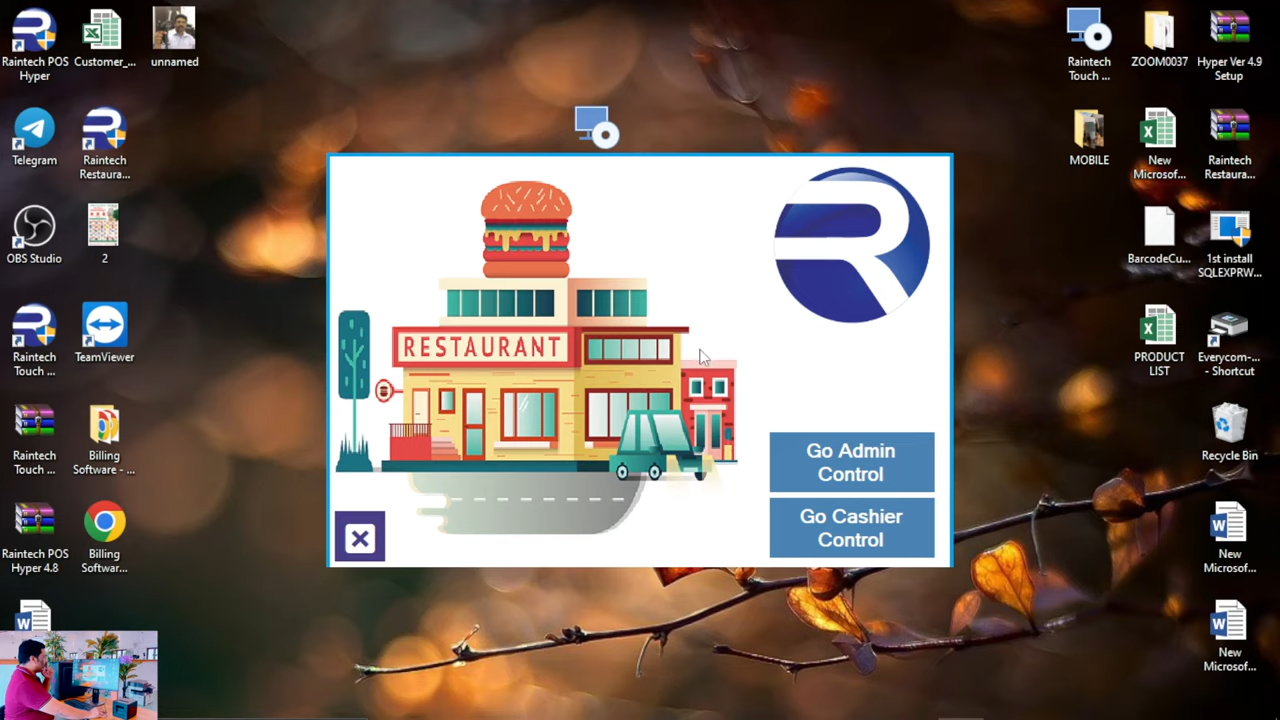 Raintech POS
Hyper
Customer_...
unnamed
Telegram
Raintech
Restaura...
OBS Studio
2
Raintech
Touch ...
TeamViewer
Raintech
Touch ...
Billing
Software - ...
Raintech POS
Hyper 4.8
Billing
Softwar...
RESTAURANT
Go Admin
Control
Go Cashier
Control
Raintech
Touch ...
ZOOM0037
Hyper Ver 4.9
Setup
MOBILE
New
Microsof...
Raintech
Restaura...
BarcodeCu...
1st install
SQLEXPRW...
PRODUCT
LIST
Everycom-...
- Shortcut
Recycle Bin
New
Microsof...
New
Microsof...